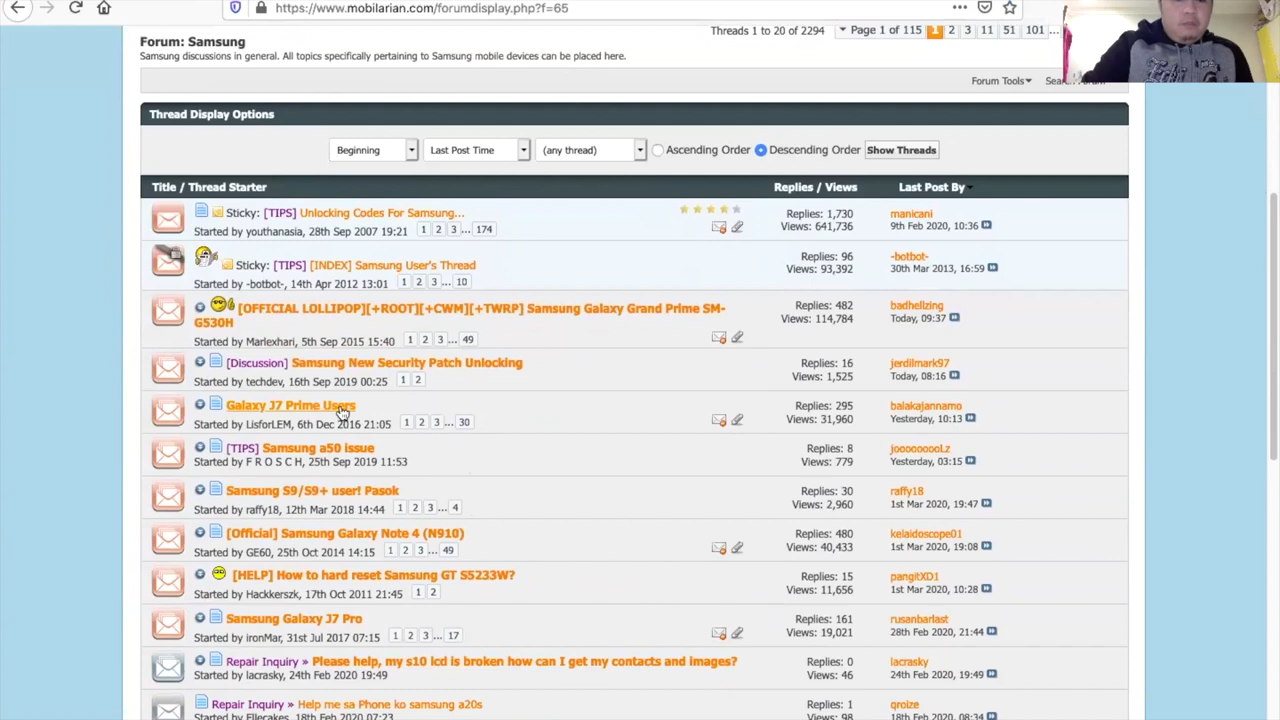 https://www.mobilarian.com/forumdisplay.php?f=65
Threads 1 to 20 of 2294
Page 1 of 115 1 2 3 11 51 101 ...
Forum: Samsung
Samsung discussions in general. All topics specifically pertaining to Samsung mobile devices can be placed here.
Forum Tools
Thread Display Options
Beginning Last Post Time (any thread) Ascending Order Descending Order Show Threads
Title / Thread Starter Replies / Views Last Post By
Sticky: [TIPS] Unlocking Codes For Samsung... Replies: 1,730 manicani
Started by youthanasia, 28th Sep 2007 19:21 1 2 3 ... 174 Views: 641,736 9th Feb 2020, 10:36
Sticky: [TIPS] [INDEX] Samsung User's Thread Replies: 96 -botbot-
Started by -botbot-, 14th Apr 2012 13:01 1 2 3 ... 10 Views: 93,392 30th Mar 2013, 16:59
[OFFICIAL LOLLIPOP][+ROOT][+CWM][+TWRP] Samsung Galaxy Grand Prime SM- Replies: 482 badhellzing
G530H Views: 114,784 Today, 09:37
Started by Marlexhari, 5th Sep 2015 15:40 1 2 3 ... 49
[Discussion] Samsung New Security Patch Unlocking Replies: 16 jerdilmark97
Started by techdev, 16th Sep 2019 00:25 1 2 Views: 1,525 Today, 08:16
Galaxy J7 Prime Users Replies: 295 balakajannamo
Started by LisforLEM, 6th Dec 2016 21:05 1 2 3 ... 30 Views: 31,960 Yesterday, 10:13
[TIPS] Samsung a50 issue Replies: 8
Started by F R O S C H, 25th Sep 2019 11:53 Views: 779 Yesterday, 03:15
Samsung S9/S9+ user! Pasok Replies: 30 raffy18
Started by raffy18, 12th Mar 2018 14:44 1 2 3 ... 4 Views: 2,960 1st Mar 2020, 19:47
[Official] Samsung Galaxy Note 4 (N910) Replies: 480 kelaidoscope01
Started by GE60, 25th Oct 2014 14:15 1 2 3 ... 49 Views: 40,433 1st Mar 2020, 19:08
[HELP] How to hard reset Samsung GT S5233W? Replies: 15 pangitXD1
Started by Hackkerszk, 17th Oct 2011 21:45 1 2 Views: 11,656 1st Mar 2020, 10:28
Samsung Galaxy J7 Pro Replies: 161 rusanbarlast
Started by ironMar, 31st Jul 2017 07:15 1 2 3 ... 17 Views: 19,021 28th Feb 2020, 21:44
Repair Inquiry » Please help, my s10 lcd is broken how can I get my contacts and images? Replies: 0 lacrasky
Started by lacrasky, 24th Feb 2020 19:49 Views: 46 24th Feb 2020, 19:49
Repair Inquiry » Help me sa Phone ko samsung a20s Replies: 1 qroize
Started by Ellecakes, 18th Feb 2020 07:23 Views: 98 18th Feb 2020, 08:34